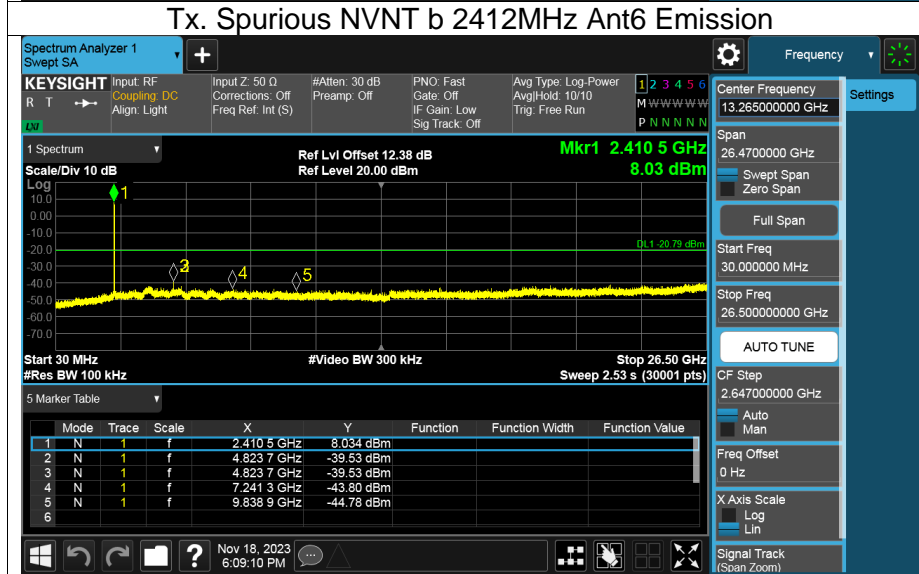 Tx. Spurious NVNT b 2412MHz Ant6 Emission
Spectrum Analyzer 1
Swept SA
+
Frequency
KEYSIGHT
R T
LXI
Input: RF
Coupling: DC
Align: Light
Input Z: 50 Ω
Corrections: Off
Freq Ref: Int (S)
#Atten: 30 dB
Preamp: Off
PNO: Fast
Gate: Off
IF Gain: Low
Sig Track: Off
Avg Type: Log-Power
Avg|Hold: 10/10
Trig: Free Run
1 2 3 4 5 6
M W W W W W
P N N N N N
1 Spectrum
Scale/Div 10 dB
Ref Lvl Offset 12.38 dB
Ref Level 20.00 dBm
Mkr1 2.410 5 GHz
8.03 dBm
Log
10.0
0.00
-10.0
-20.0
-30.0
-40.0
-50.0
-60.0
-70.0
1
DL1 -20.79 dBm
4
5
Start 30 MHz
#Res BW 100 kHz
#Video BW 300 kHz
Stop 26.50 GHz
Sweep 2.53 s (30001 pts)
5 Marker Table
Mode Trace Scale X Y Function Function Width Function Value
1 N 1 f 2.410 5 GHz 8.034 dBm
2 N 1 f 4.823 7 GHz -39.53 dBm
3 N 1 f 4.823 7 GHz -39.53 dBm
4 N 1 f 7.241 3 GHz -43.80 dBm
5 N 1 f 9.838 9 GHz -44.78 dBm
6
?
Nov 18, 2023
6:09:10 PM
Center Frequency
13.265000000 GHz
Span
26.4700000 GHz
Swept Span
Zero Span
Full Span
Start Freq
30.000000 MHz
Stop Freq
26.500000000 GHz
AUTO TUNE
CF Step
2.647000000 GHz
Auto
Man
Freq Offset
0 Hz
X Axis Scale
Log
Lin
Signal Track
(Span Zoom)
Settings